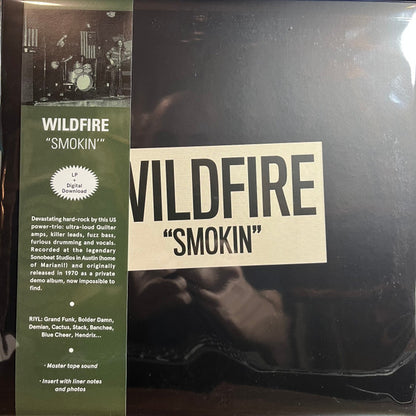 WILDFIRE
"SMOKIN'"
LP
+
Digital
Download
Devastating hard-rock by this US
power-trio: ultra-loud Quilter
amps, killer leads, fuzz bass,
furious drumming and vocals.
Recorded at the legendary
Sonobeat Studios in Austin (home
of Mariani!) and originally
released in 1970 as a private
demo album, now impossible to
find.
RIYL: Grand Funk, Bolder Damn,
Demian, Cactus, Stack, Banchee,
Blue Cheer, Hendrix...
· Master tape sound
· Insert with liner notes
and photos
WILDFIRE
"SMOKIN"